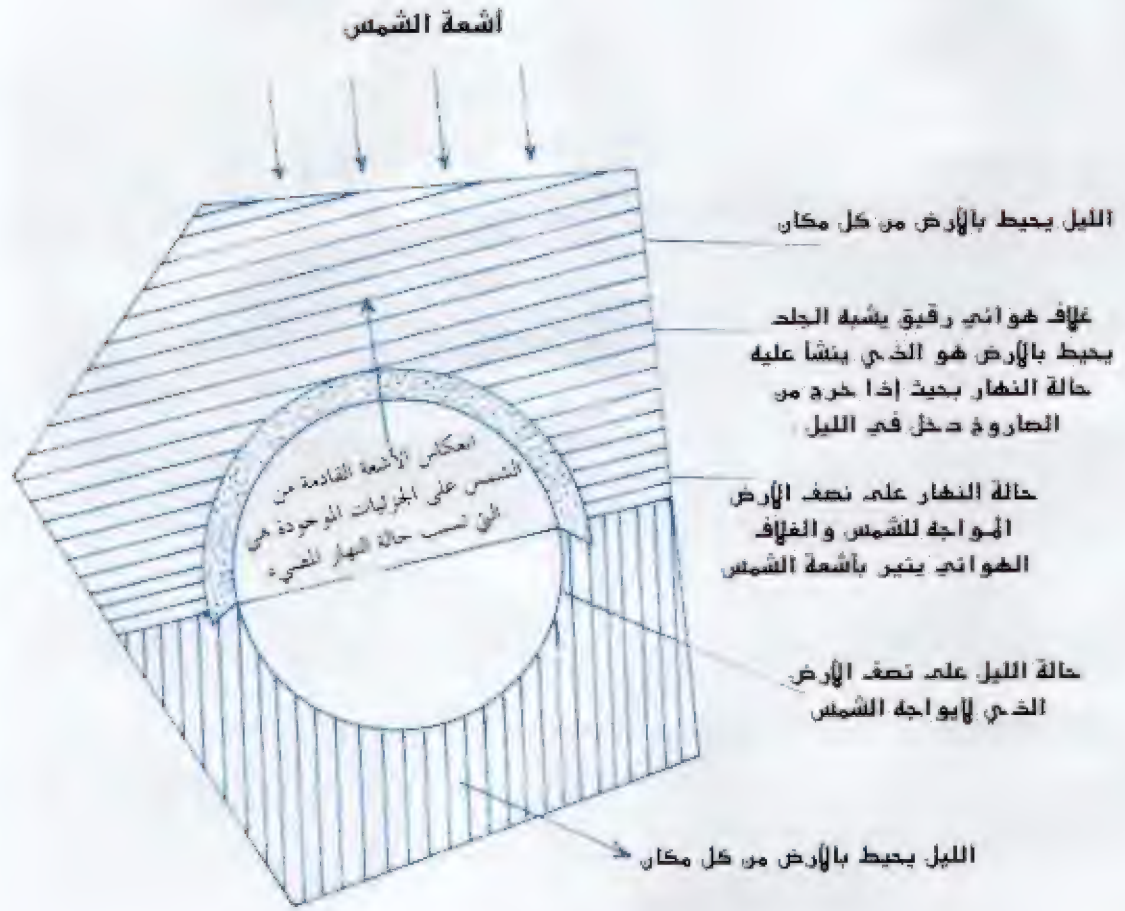 أشعة الشمس
الليل يحيط بالأرض من كل مكان
غلاف هوائي رقيق يشبه الجلد
يحيط بالأرض هو الذي ينشأ عليه
حالة النهار بحيث إذا خرج من
الصاروخ دخل في الليل
انعكاس الأشعة القادمة من
الشمس على الجزئيات الموجودة هي
التي تسبب حالة النهار المضيء
حالة النهار على نصف الأرض
المواجه للشمس والغلاف
الهوائي ينير بأشعة الشمس
حالة الليل على نصف الأرض
الذي لايواجه الشمس
الليل يحيط بالأرض من كل مكان